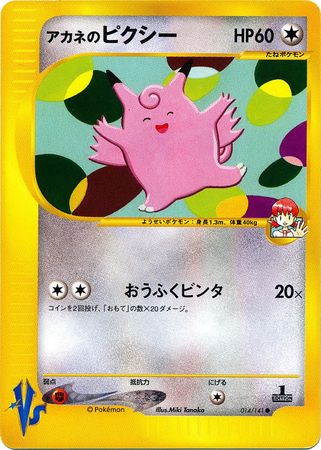 アカネのピクシー HP60
たねポケモン
ようせいポケモン：身長1.3m、体重40kg
おうふくビンタ 20×
コインを2回投げ、「おもて」の数×20ダメージ。
弱点 抵抗力 にげる
1
EDITION
VS
© Pokémon Illus.Miki Tanaka 014/141 ●